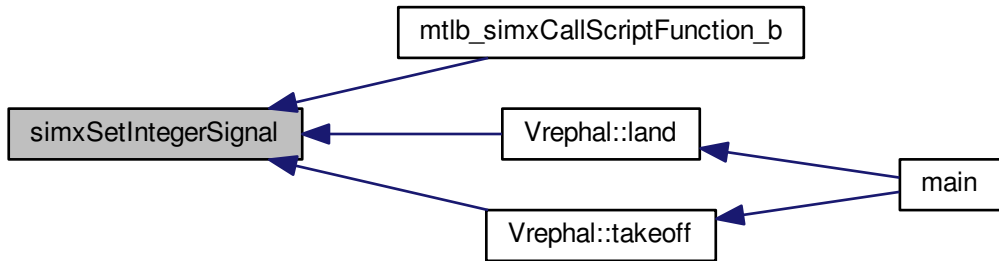 mtlb_simxCallScriptFunction_b
simxSetIntegerSignal
Vrephal::land
main
Vrephal::takeoff